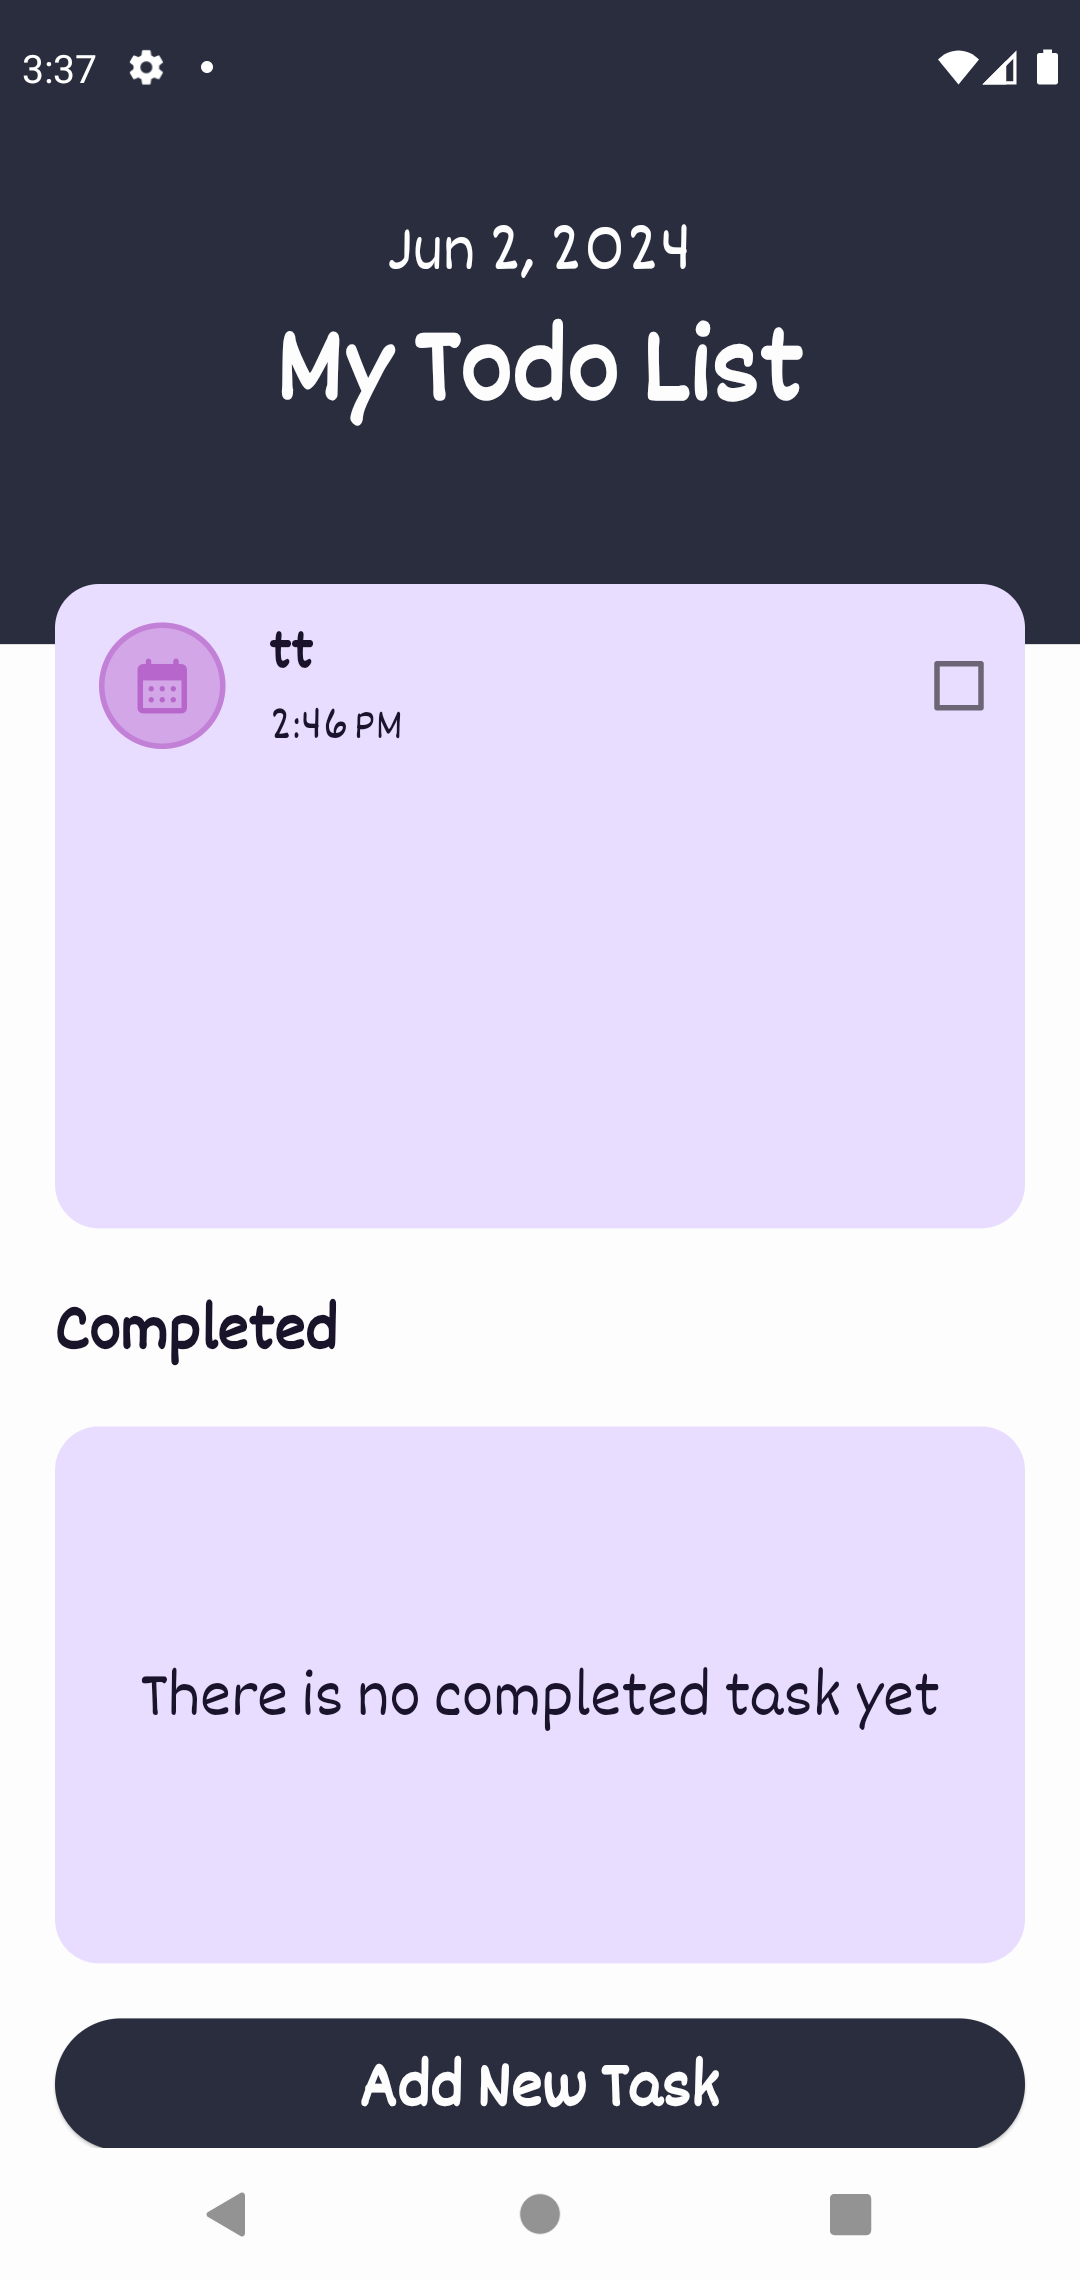 3:37
Jun 2, 2024
My Todo List
tt
2:46 PM
Completed
There is no completed task yet
Add New Task